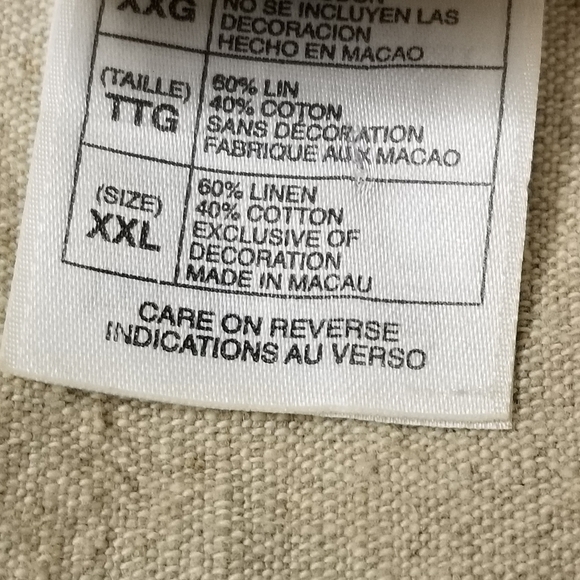 XXG
NO SE INCLUYEN LAS
DECORACION
HECHO EN MACAO
(TAILLE)
TTG
60% LIN
40% COTON
SANS DÉCORATION
FABRIQUE AUX MACAO
(SIZE)
XXL
60% LINEN
40% COTTON
EXCLUSIVE OF
DECORATION
MADE IN MACAU
CARE ON REVERSE
INDICATIONS AU VERSO